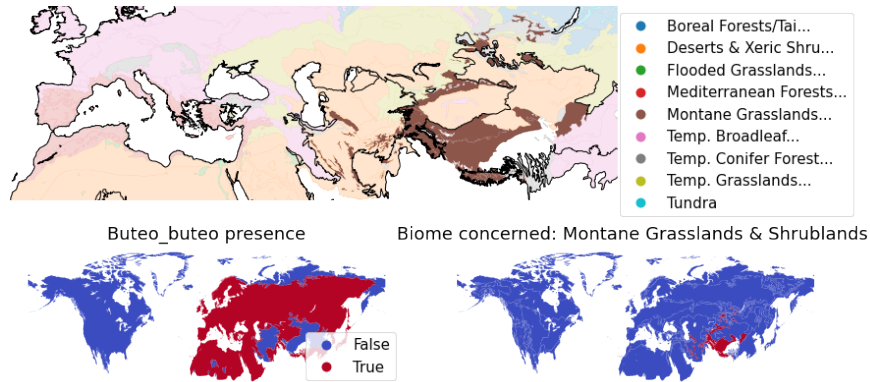 Boreal Forests/Tai...
Deserts & Xeric Shru...
Flooded Grasslands...
Mediterranean Forests...
Montane Grasslands...
Temp. Broadleaf...
Temp. Conifer Forest...
Temp. Grasslands...
Tundra
Buteo_buteo presence
Biome concerned: Montane Grasslands & Shrublands
False
True